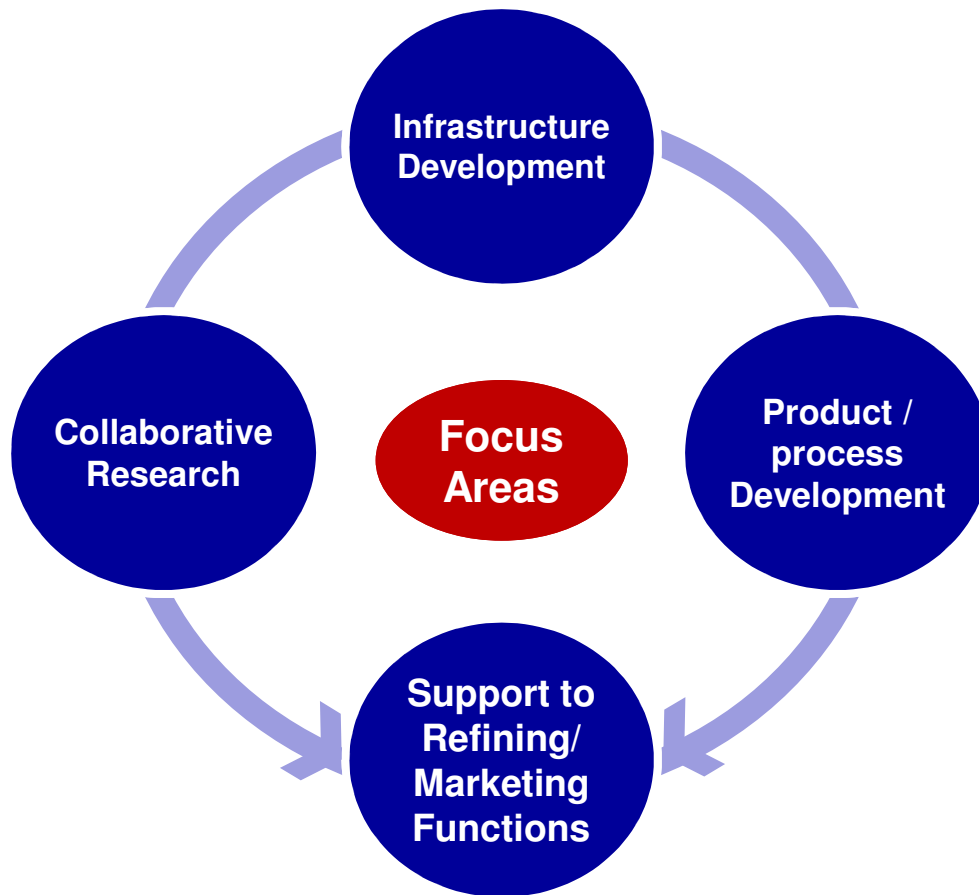 Infrastructure
Development
Collaborative
Research
Focus
Areas
Product /
process
Development
Support to
Refining/
Marketing
Functions